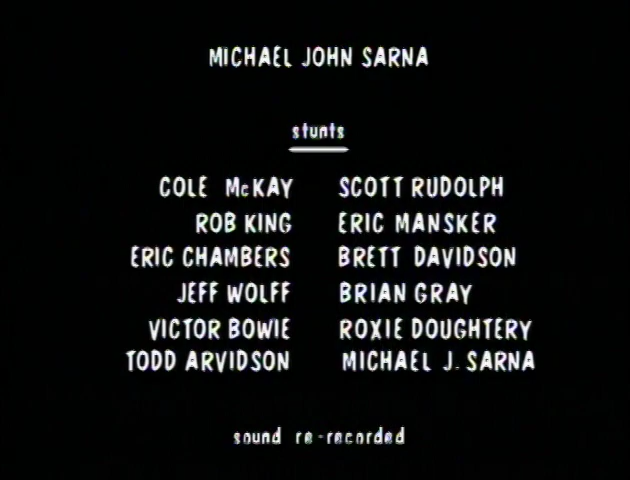 MICHAEL JOHN SARNA
stunts
COLE McKAY SCOTT RUDOLPH
ROB KING ERIC MANSKER
ERIC CHAMBERS BRETT DAVIDSON
JEFF WOLFF BRIAN GRAY
VICTOR BOWIE ROXIE DOUGHTERY
TODD ARVIDSON MICHAEL J. SARNA
sound re-recorded